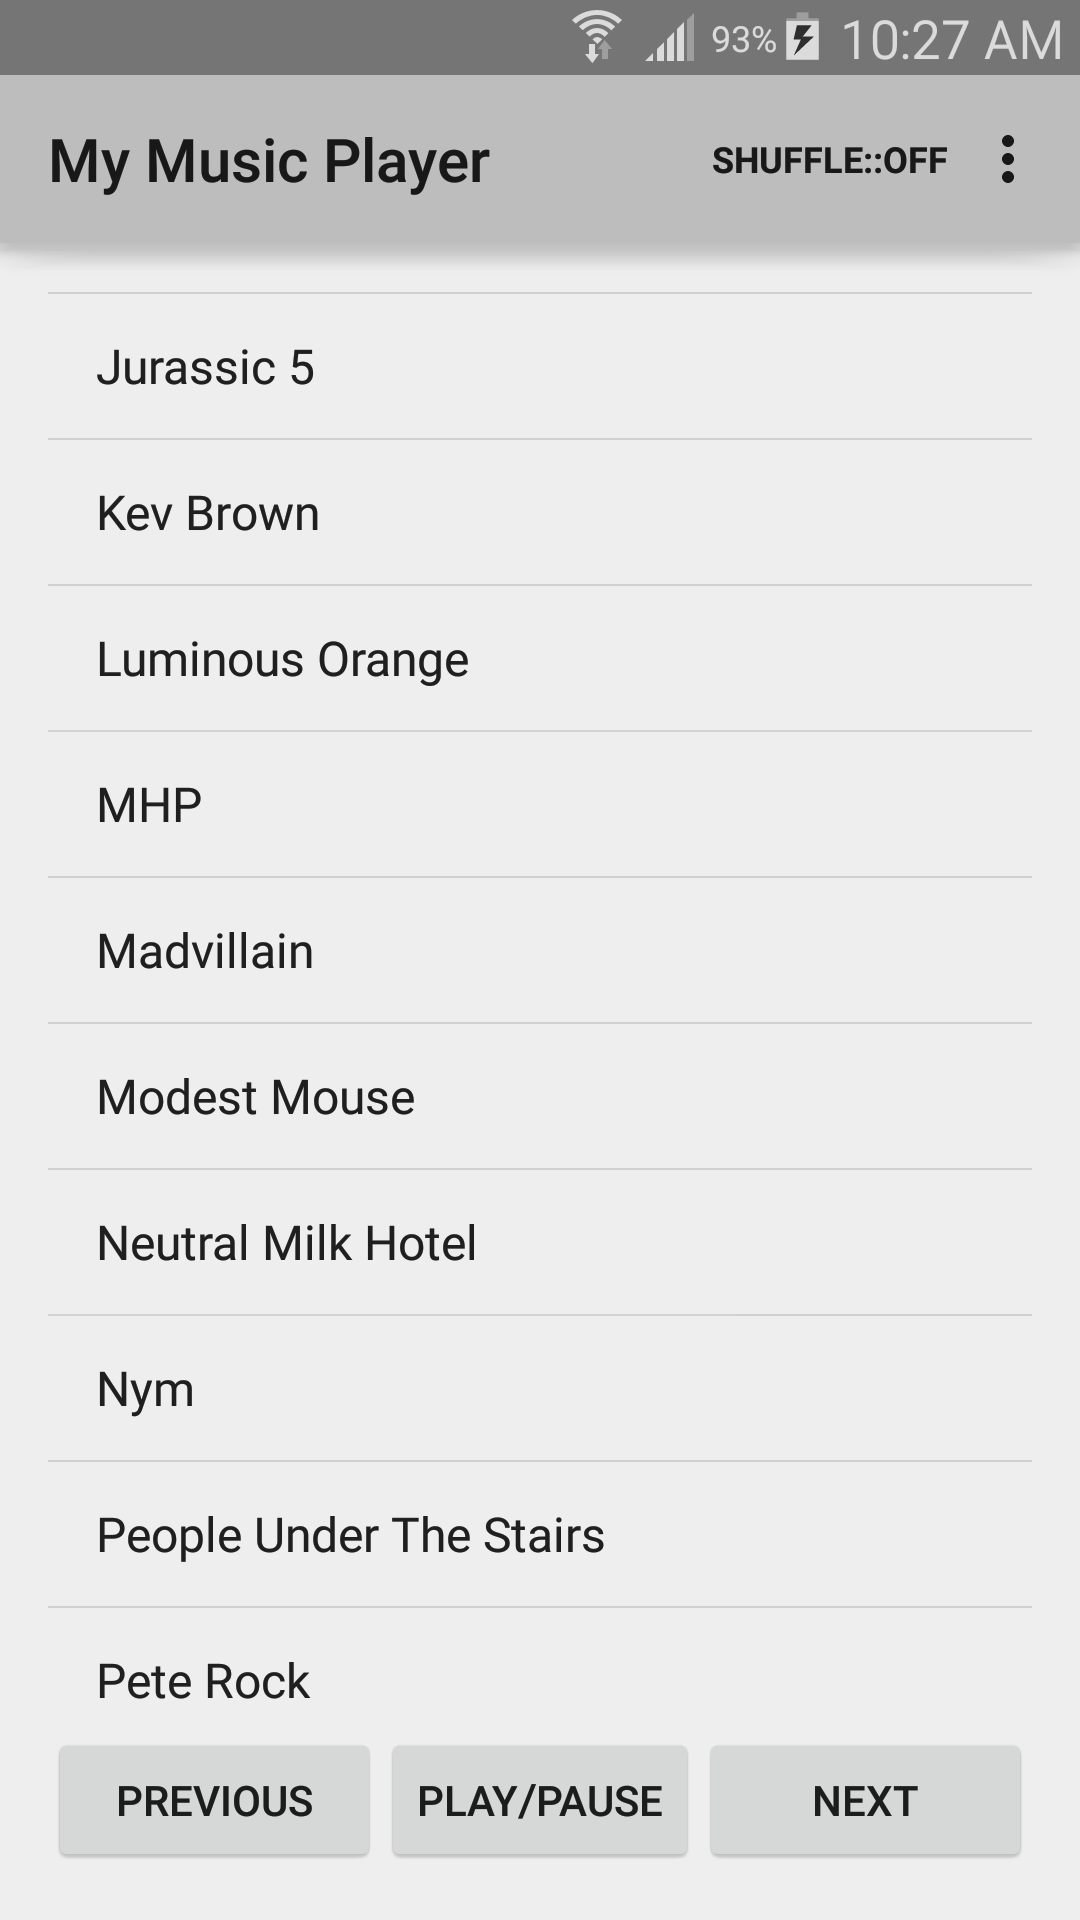 93% 10:27 AM
My Music Player SHUFFLE::OFF
Jurassic 5
Kev Brown
Luminous Orange
MHP
Madvillain
Modest Mouse
Neutral Milk Hotel
Nym
People Under The Stairs
Pete Rock
PREVIOUS PLAY/PAUSE NEXT